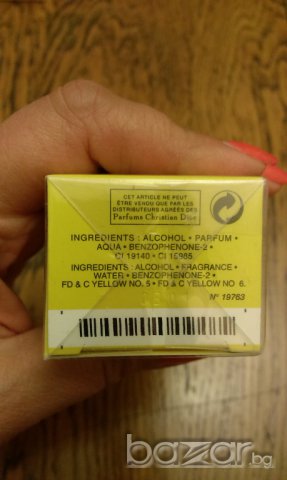 CET ARTICLE NE PEUT
ÊTRE VENDU QUE PAR LES
DISTRIBUTEURS AGRÉÉS DES
Parfums Christian Dior
INGRÉDIENTS : ALCOHOL • PARFUM •
AQUA • BENZOPHENONE-2 •
CI 19140 • CI 15985.
INGREDIENTS : ALCOHOL • FRAGRANCE •
WATER • BENZOPHENONE-2 •
FD & C YELLOW NO. 5 • FD & C YELLOW NO 6.
N° 19763
bazar.bg